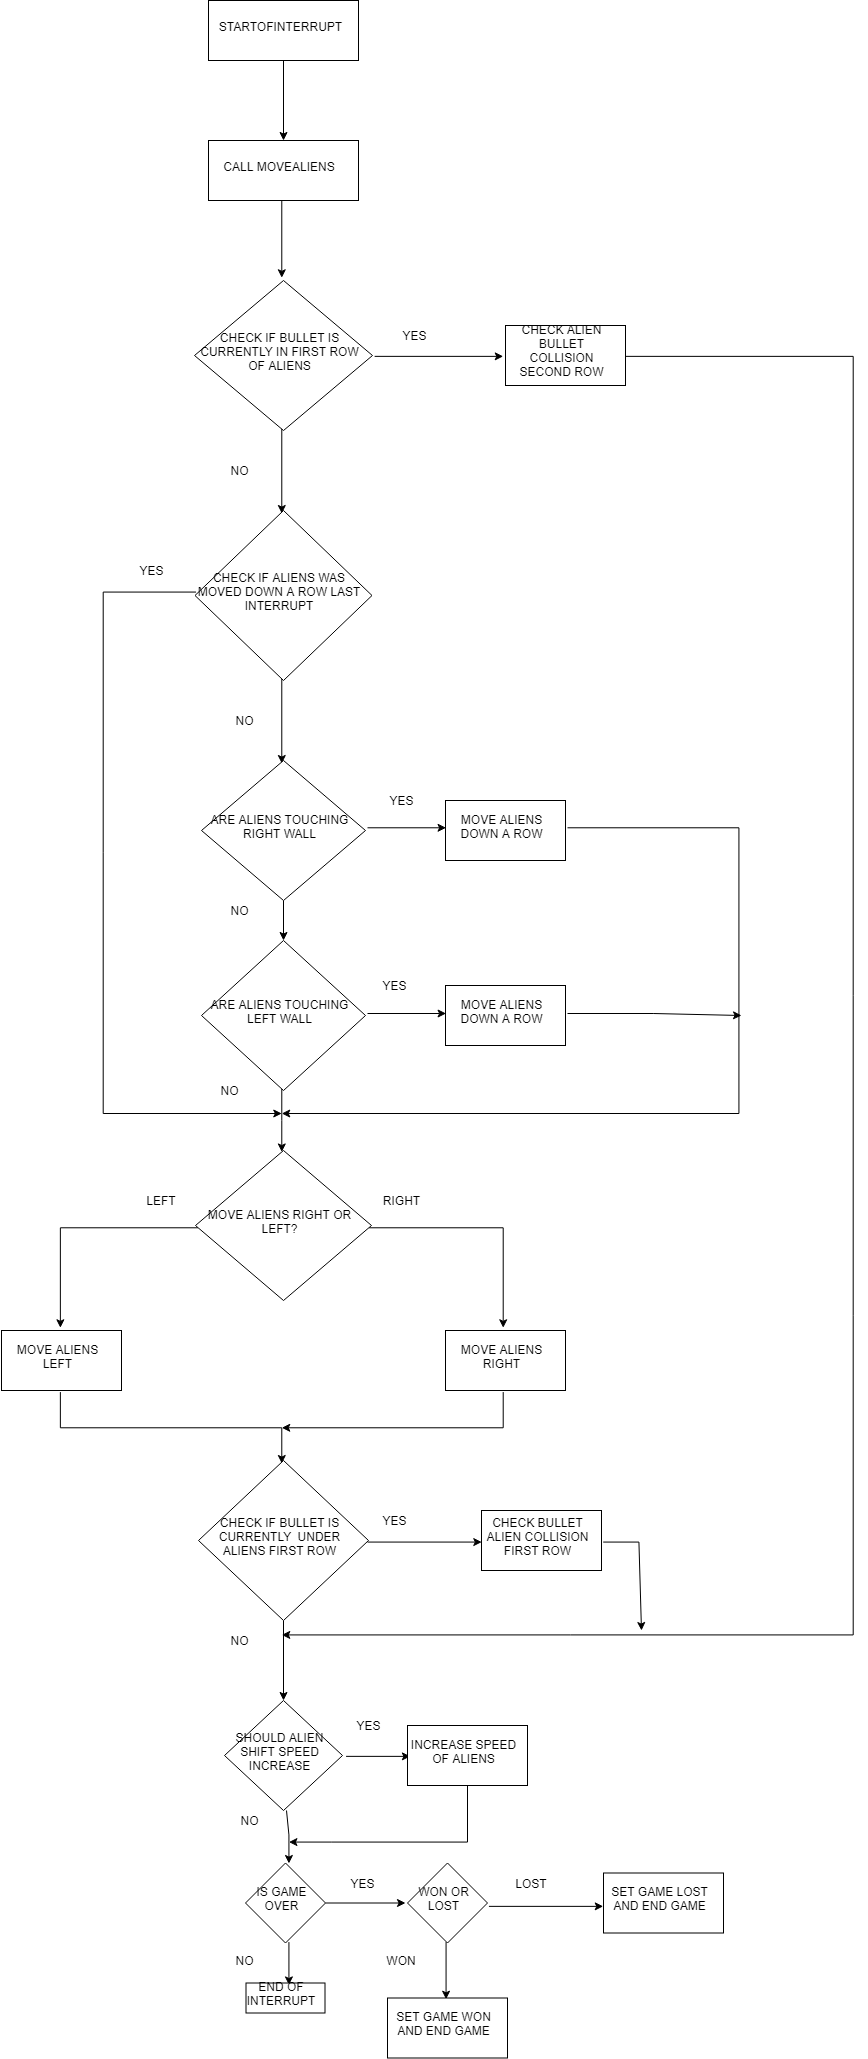 STARTOFINTERRUPT
CALL MOVEALIENS
CHECK IF BULLET IS
CURRENTLY IN FIRST ROW
OF ALIENS
YES
CHECK ALIEN
BULLET
COLLISION
SECOND ROW
NO
YES
CHECK IF ALIENS WAS
MOVED DOWN A ROW LAST
INTERRUPT
NO
ARE ALIENS TOUCHING
RIGHT WALL
YES
MOVE ALIENS
DOWN A ROW
NO
ARE ALIENS TOUCHING
LEFT WALL
YES
MOVE ALIENS
DOWN A ROW
NO
LEFT
MOVE ALIENS RIGHT OR
LEFT?
RIGHT
MOVE ALIENS
LEFT
MOVE ALIENS
RIGHT
CHECK IF BULLET IS
CURRENTLY UNDER
ALIENS FIRST ROW
YES
CHECK BULLET
ALIEN COLLISION
FIRST ROW
NO
SHOULD ALIEN
SHIFT SPEED
INCREASE
YES
INCREASE SPEED
OF ALIENS
NO
IS GAME
OVER
YES
WON OR
LOST
LOST
SET GAME LOST
AND END GAME
NO
WON
END OF
INTERRUPT
SET GAME WON
AND END GAME